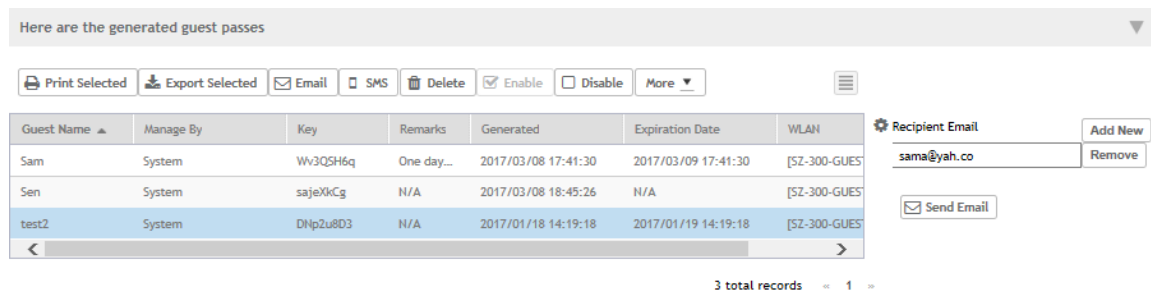 Here are the generated guest passes
Print Selected Export Selected Email SMS Delete Enable Disable More
Guest Name Manage By Key Remarks Generated Expiration Date WLAN Recipient Email Add New
Sam System Wv3QSH6q One day... 2017/03/08 17:41:30 2017/03/09 17:41:30 [SZ-300-GUEST sama@yah.co Remove
Sen System sajeXkCg N/A 2017/03/08 18:45:26 N/A [SZ-300-GUEST
Send Email
test2 System DNp2u8D3 N/A 2017/01/18 14:19:18 2017/01/19 14:19:18 [SZ-300-GUEST
3 total records « 1 »